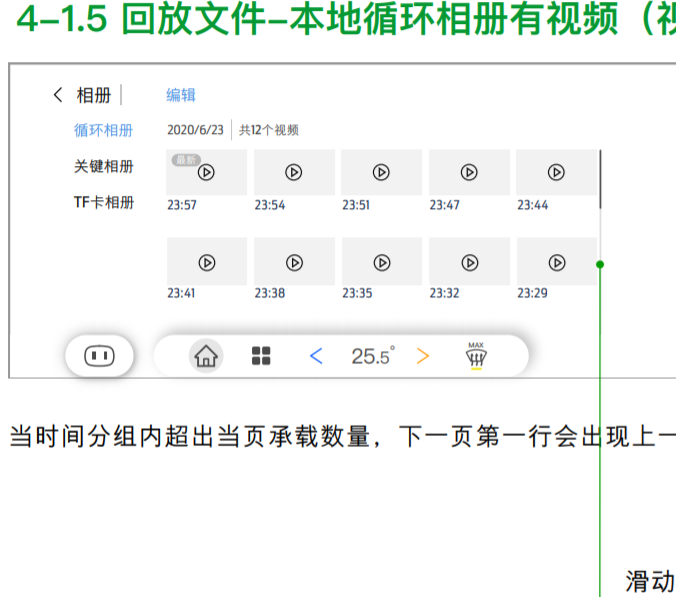 4-1.5 回放文件-本地循环相册有视频（
相册
编辑
循环相册
2020/6/23 共12个视频
关键相册
最新
TF卡相册
23:57 23:54 23:51 23:47 23:44
23:41 23:38 23:35 23:32 23:29
25.5°
MAX
当时间分组内超出当页承载数量，下一页第一行会出现上一
滑动